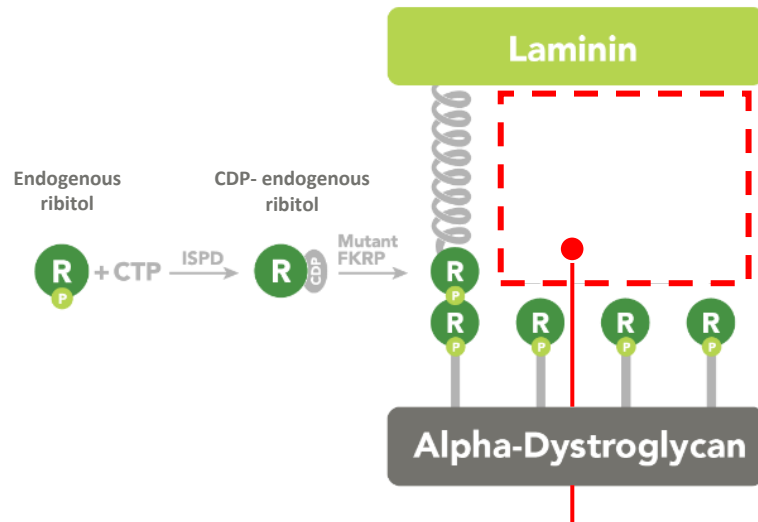 Laminin
Endogenous
ribitol
CDP- endogenous
ribitol
R
P
+ CTP
ISPD
R
CDP
Mutant
FKRP
R
P
R
P
R
P
R
P
R
P
Alpha-Dystroglycan